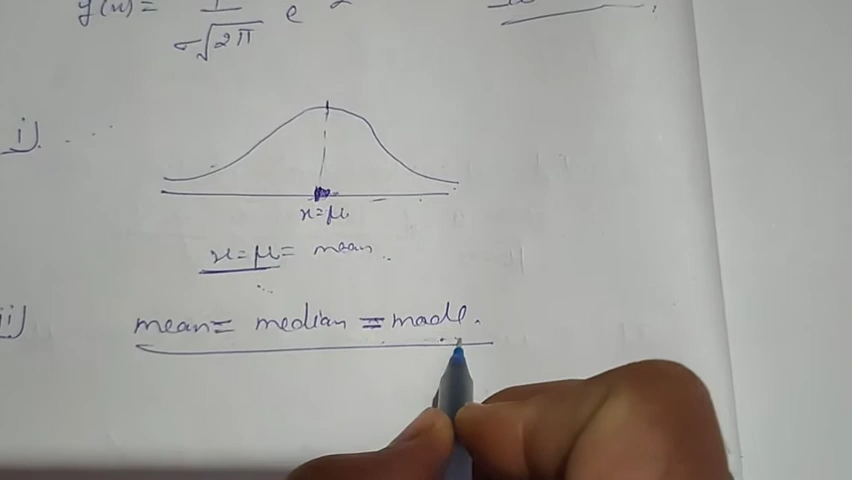 f(x) = 1/σ√2π e
i)
x=μ
x=μ= mean.
ii) mean= median =mode.